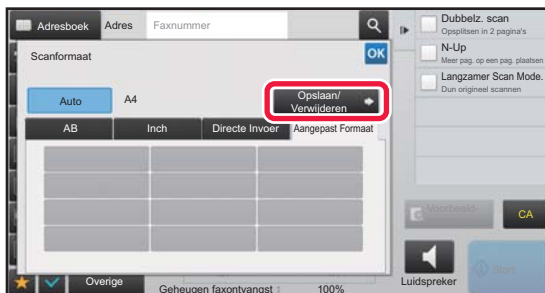 Adresboek Adres Faxnummer
Scanformaat OK
Auto A4 Opslaan/
Verwijderen
AB Inch Directe Invoer Aangepast Formaat
Overige
Geheugen faxontvangst : 100%
Dubbelz. scan
Opsplitsen in 2 pagina's
N-Up
Meer pag. op een pag. plaatsen
Langzamer Scan Mode.
Dun origineel scannen
Voorbeeld
CA
Luidspreker
Start